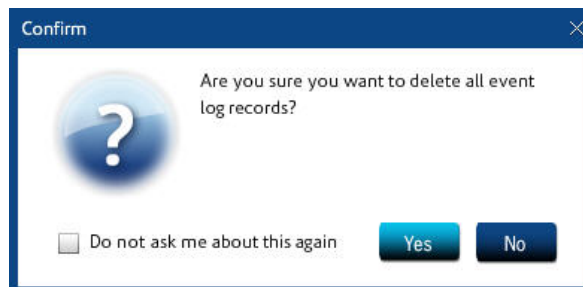 Confirm
Are you sure you want to delete all event
log records?
?
Do not ask me about this again
Yes
No